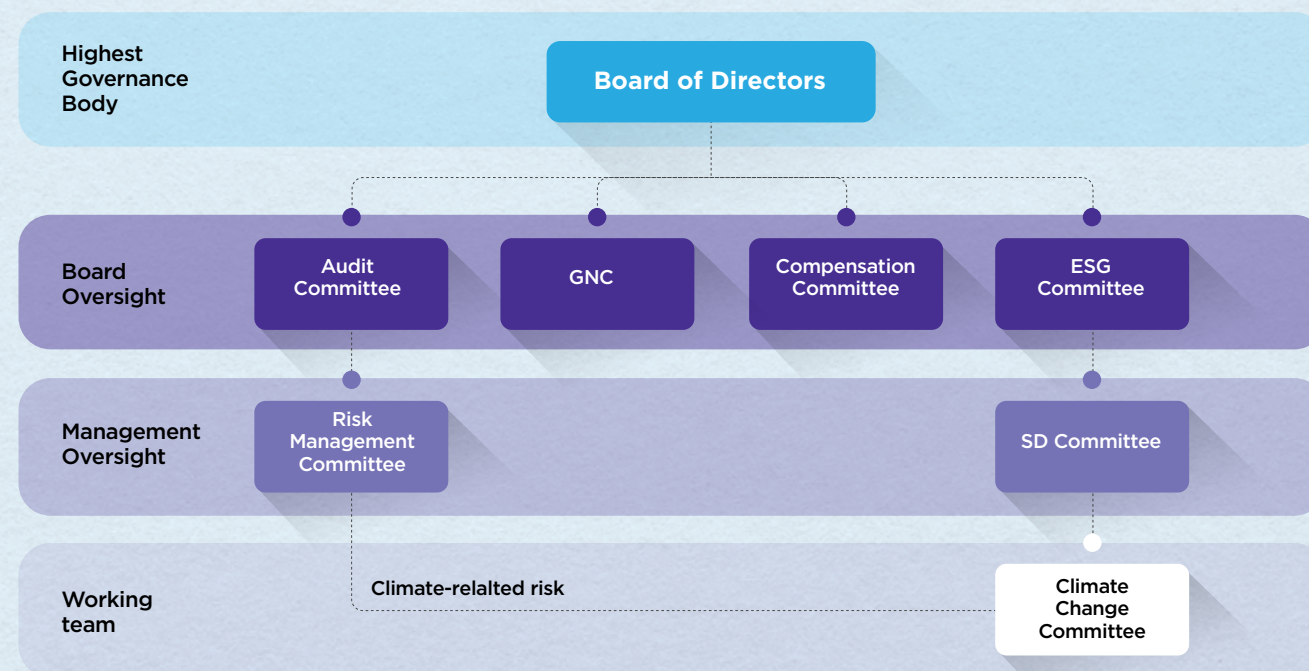 Highest
Governance
Body
Board of Directors
Board
Oversight
Audit
Committee
GNC
Compensation
Committee
ESG
Committee
Management
Oversight
Risk
Management
Committee
SD Committee
Working
team
Climate-relalted risk
Climate
Change
Committee